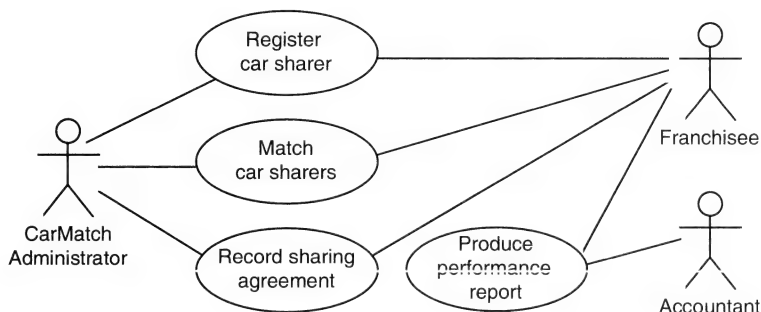 Register
car sharer
Match
car sharers
Record sharing
agreement
Produce
performance
report
CarMatch
Administrator
Franchisee
Accountant